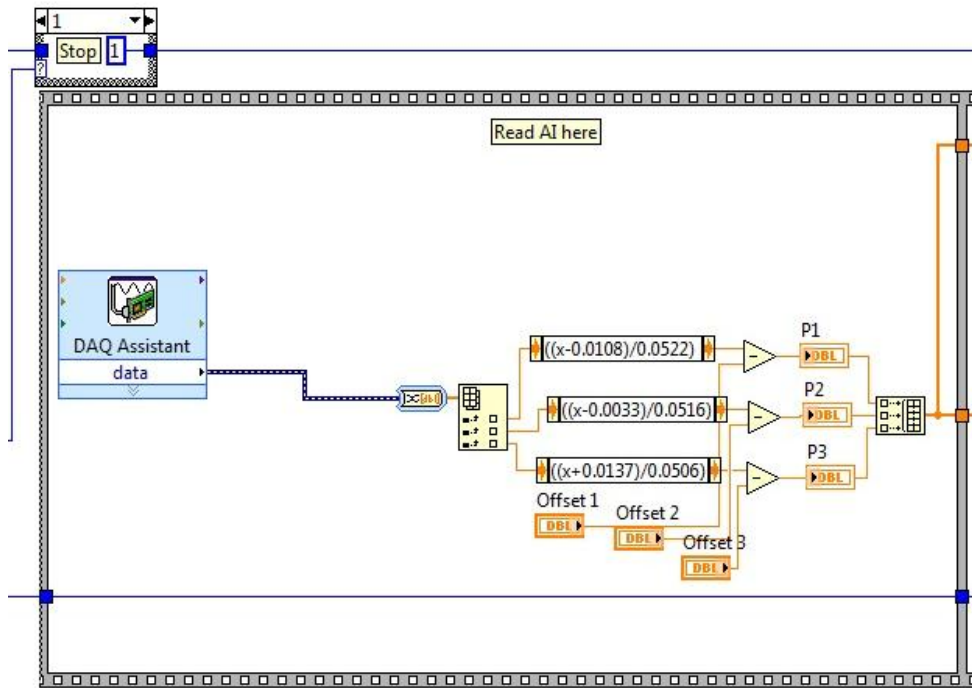 1
Stop 1
?
Read AI here
DAQ Assistant
data
((x-0.0108)/0.0522)
P1
DBL
((x-0.0033)/0.0516)
P2
DBL
((x+0.0137)/0.0506)
P3
DBL
Offset 1
DBL
Offset 2
DBL
Offset 3
DBL